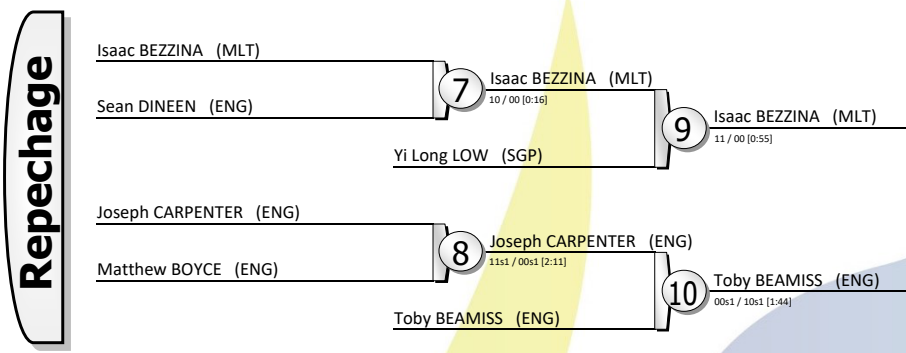 Repechage
Isaac BEZZINA (MLT)
Sean DINEEN (ENG)
7
Isaac BEZZINA (MLT)
10 / 00 [0:16]
Yi Long LOW (SGP)
9
Isaac BEZZINA (MLT)
11 / 00 [0:55]
Joseph CARPENTER (ENG)
Matthew BOYCE (ENG)
8
Joseph CARPENTER (ENG)
11s1 / 00s1 [2:11]
Toby BEAMISS (ENG)
10
Toby BEAMISS (ENG)
00s1 / 10s1 [1:44]